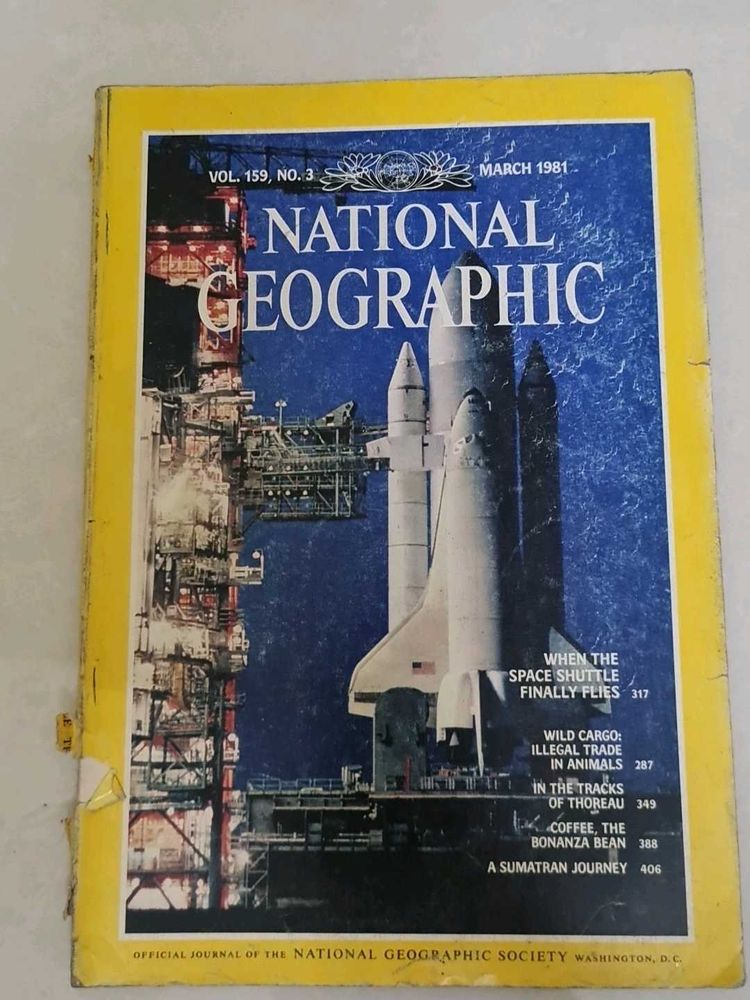 VOL. 159, NO. 3
MARCH 1981
NATIONAL
GEOGRAPHIC
WHEN THE
SPACE SHUTTLE
FINALLY FLIES 317
WILD CARGO:
ILLEGAL TRADE
IN ANIMALS 287
IN THE TRACKS
OF THOREAU 349
COFFEE, THE
BONANZA BEAN 388
A SUMATRAN JOURNEY 406
OFFICIAL JOURNAL OF THE NATIONAL GEOGRAPHIC SOCIETY WASHINGTON, D.C.